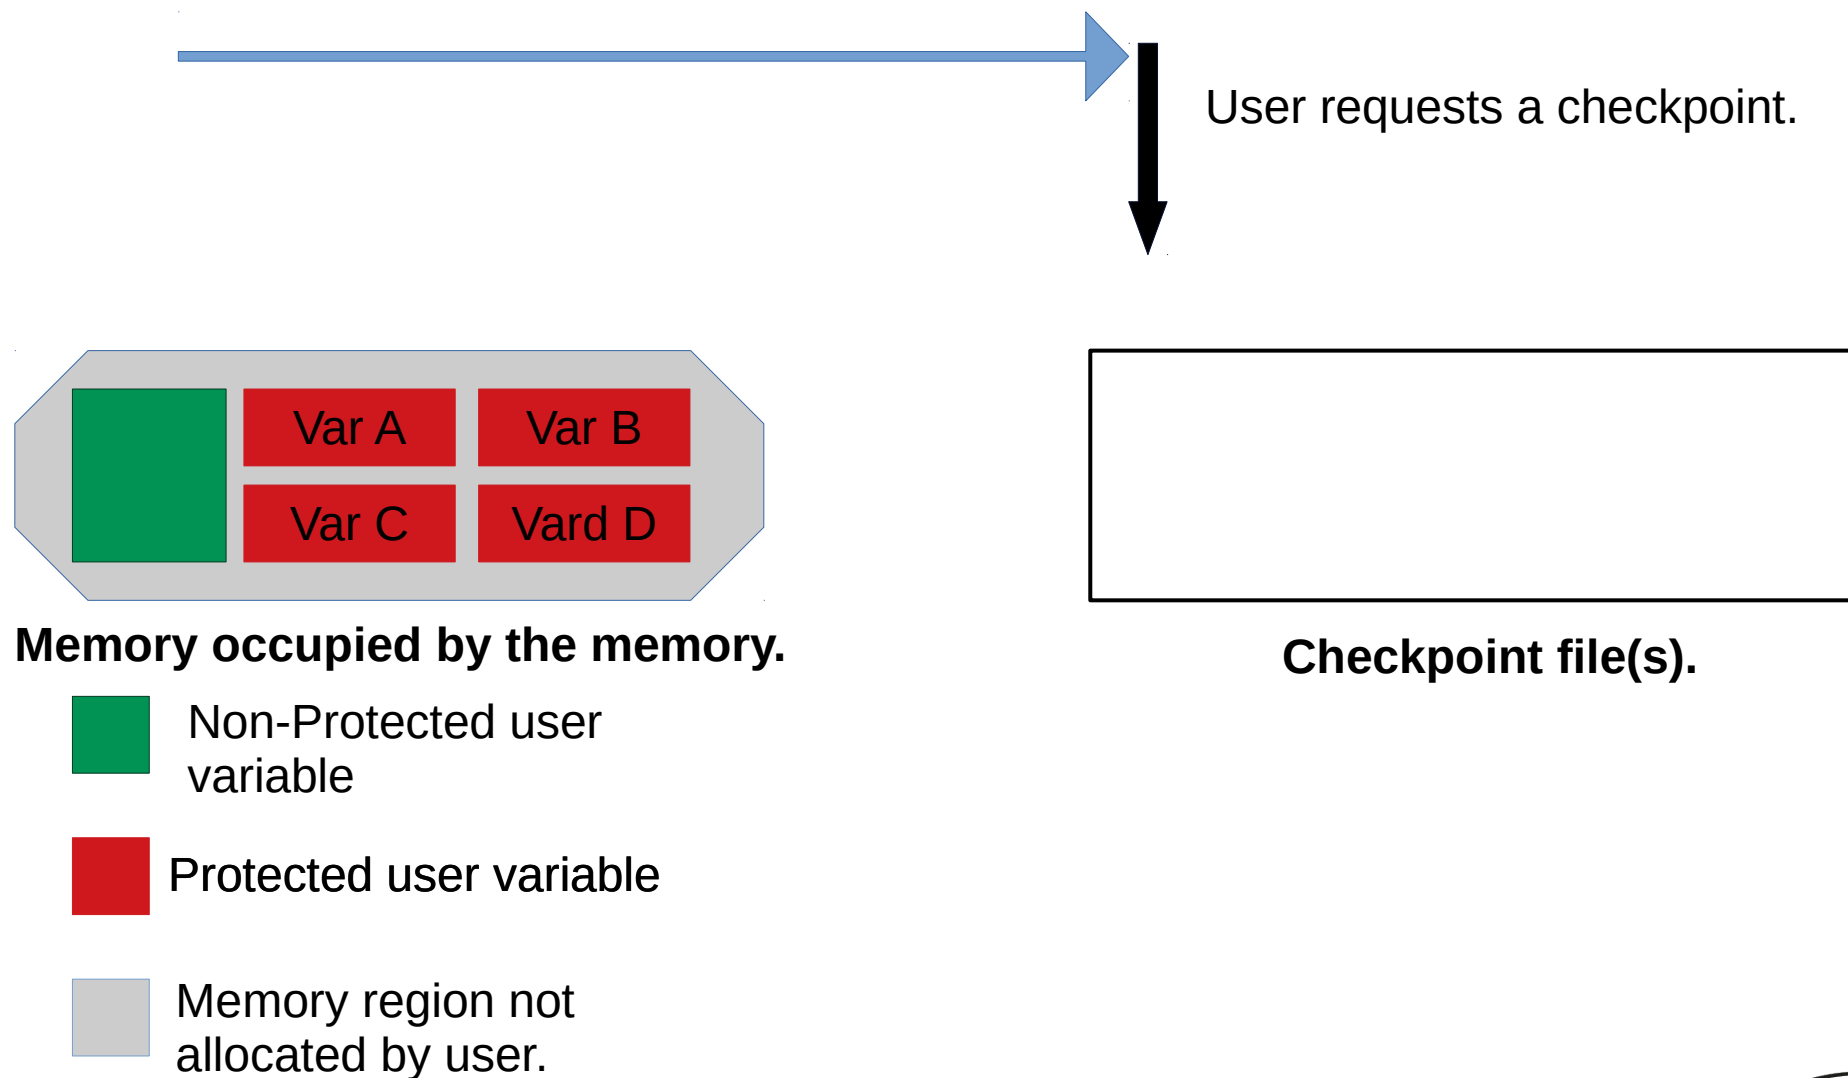 User requests a checkpoint.
Var A
Var B
Var C
Vard D
Memory occupied by the memory.
Checkpoint file(s).
Non-Protected user
variable
Protected user variable
Memory region not
allocated by user.